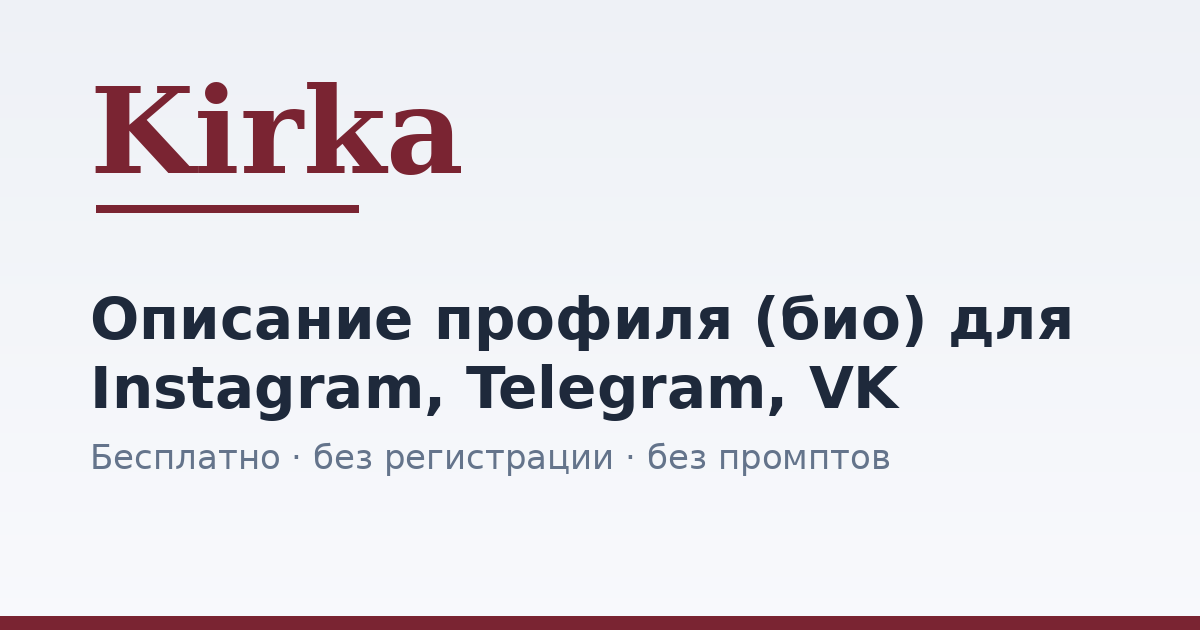 Kirka
Описание профиля (био) для
Instagram, Telegram, VK
Бесплатно · без регистрации · без промптов